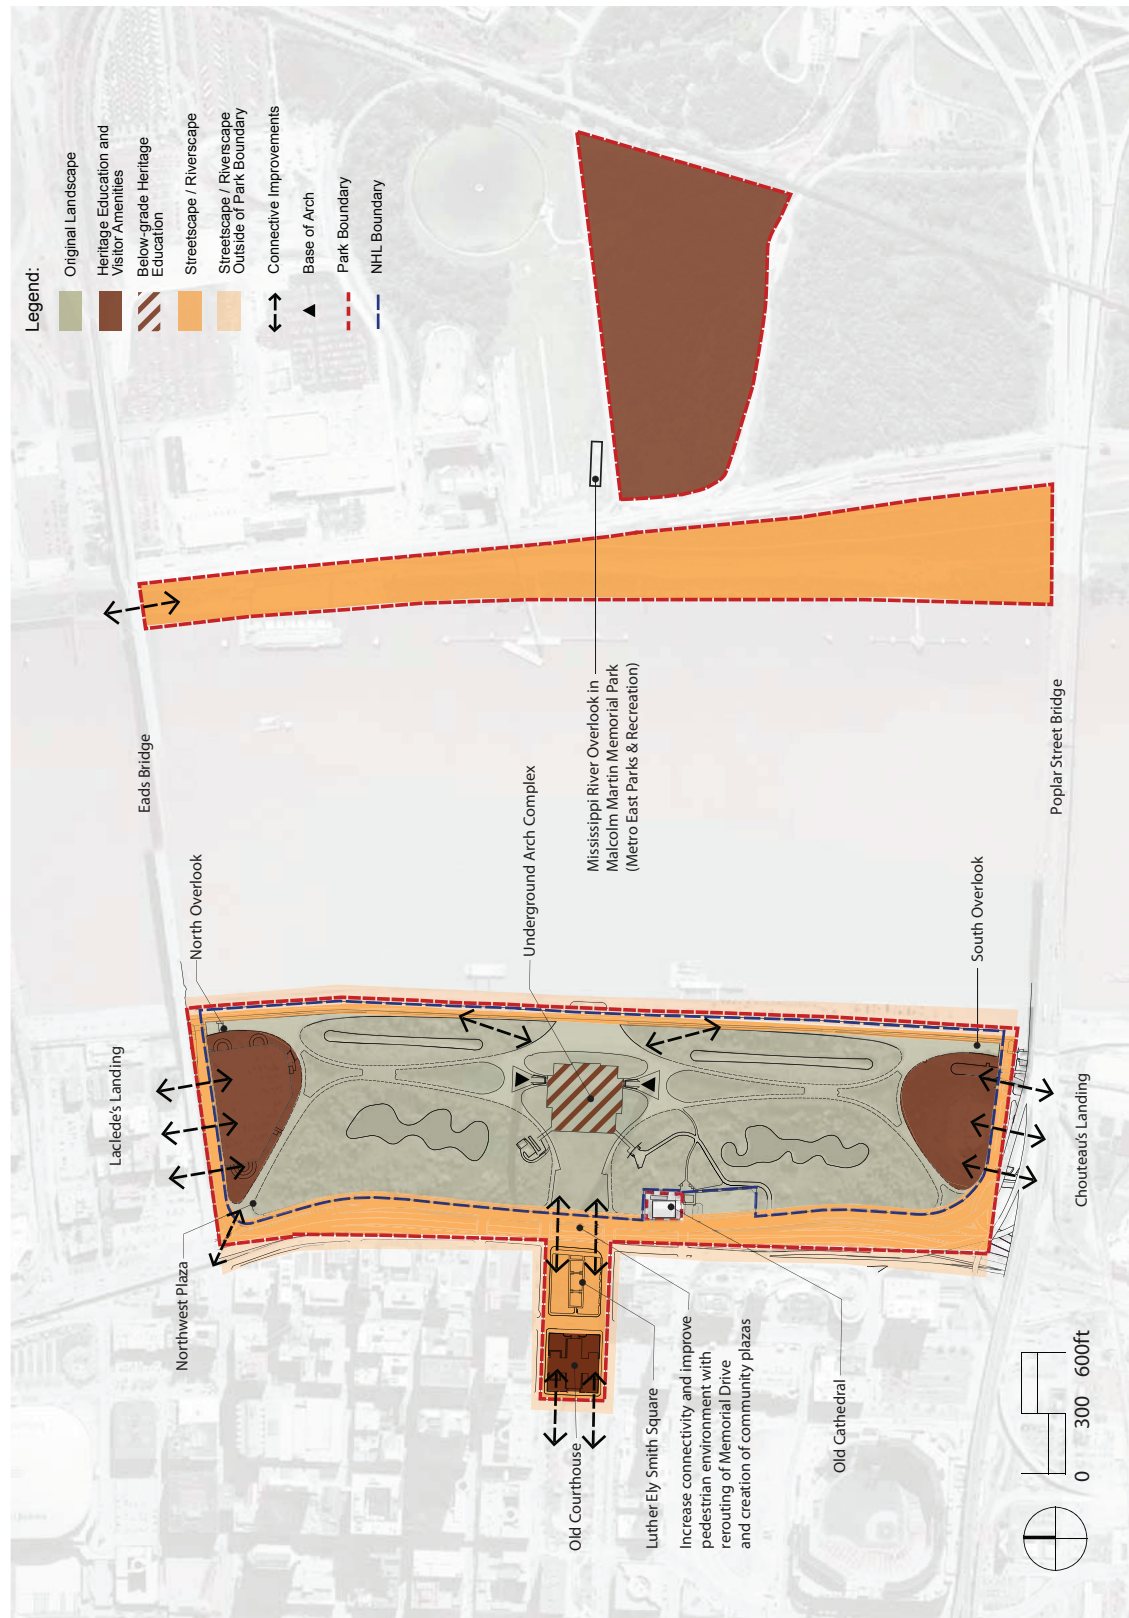 Legend:
Original Landscape
Heritage Education and
Visitor Amenities
Below-grade Heritage
Education
Streetscape / Riverscape
Streetscape / Riverscape
Outside of Park Boundary
Connective Improvements
Base of Arch
Park Boundary
NHL Boundary
Eads Bridge
North Overlook
Laclede's Landing
Northwest Plaza
Underground Arch Complex
Mississippi River Overlook in
Malcolm Martin Memorial Park
(Metro East Parks & Recreation)
Poplar Street Bridge
South Overlook
Chouteau's Landing
Old Courthouse
Luther Ely Smith Square
Increase connectivity and improve
pedestrian environment with
rerouting of Memorial Drive
and creation of community plazas
Old Cathedral
0 300 600ft